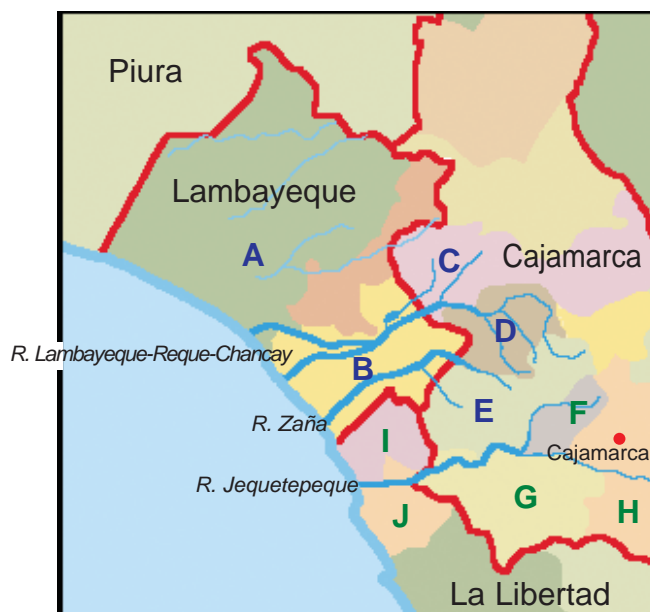 Piura
Lambayeque
A
C
Cajamarca
D
R. Lambayeque-Reque-Chancay
B
E
F
R. Zaña
I
Cajamarca
R. Jequetepeque
G
H
J
La Libertad